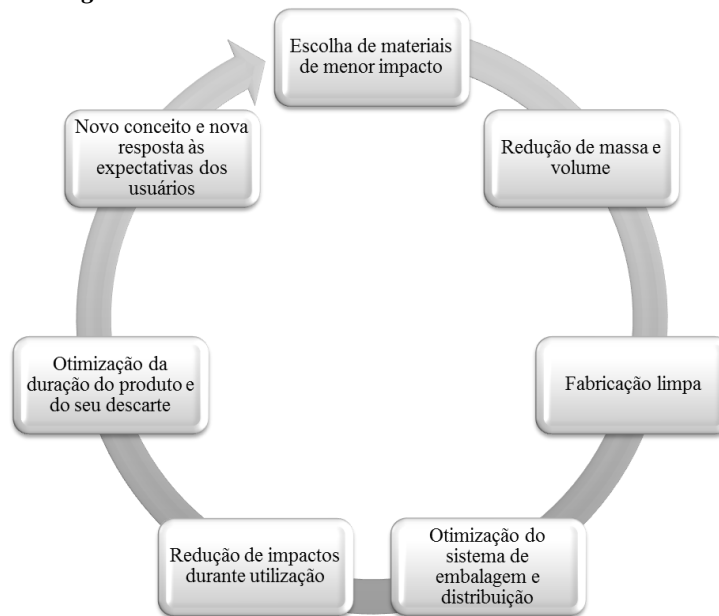 Escolha de materiais
de menor impacto
Redução de massa e
volume
Fabricação limpa
Otimização do
sistema de
embalagem e
distribuição
Redução de impactos
durante utilização
Otimização da
duração do produto e
do seu descarte
Novo conceito e nova
resposta às
expectativas dos
usuários